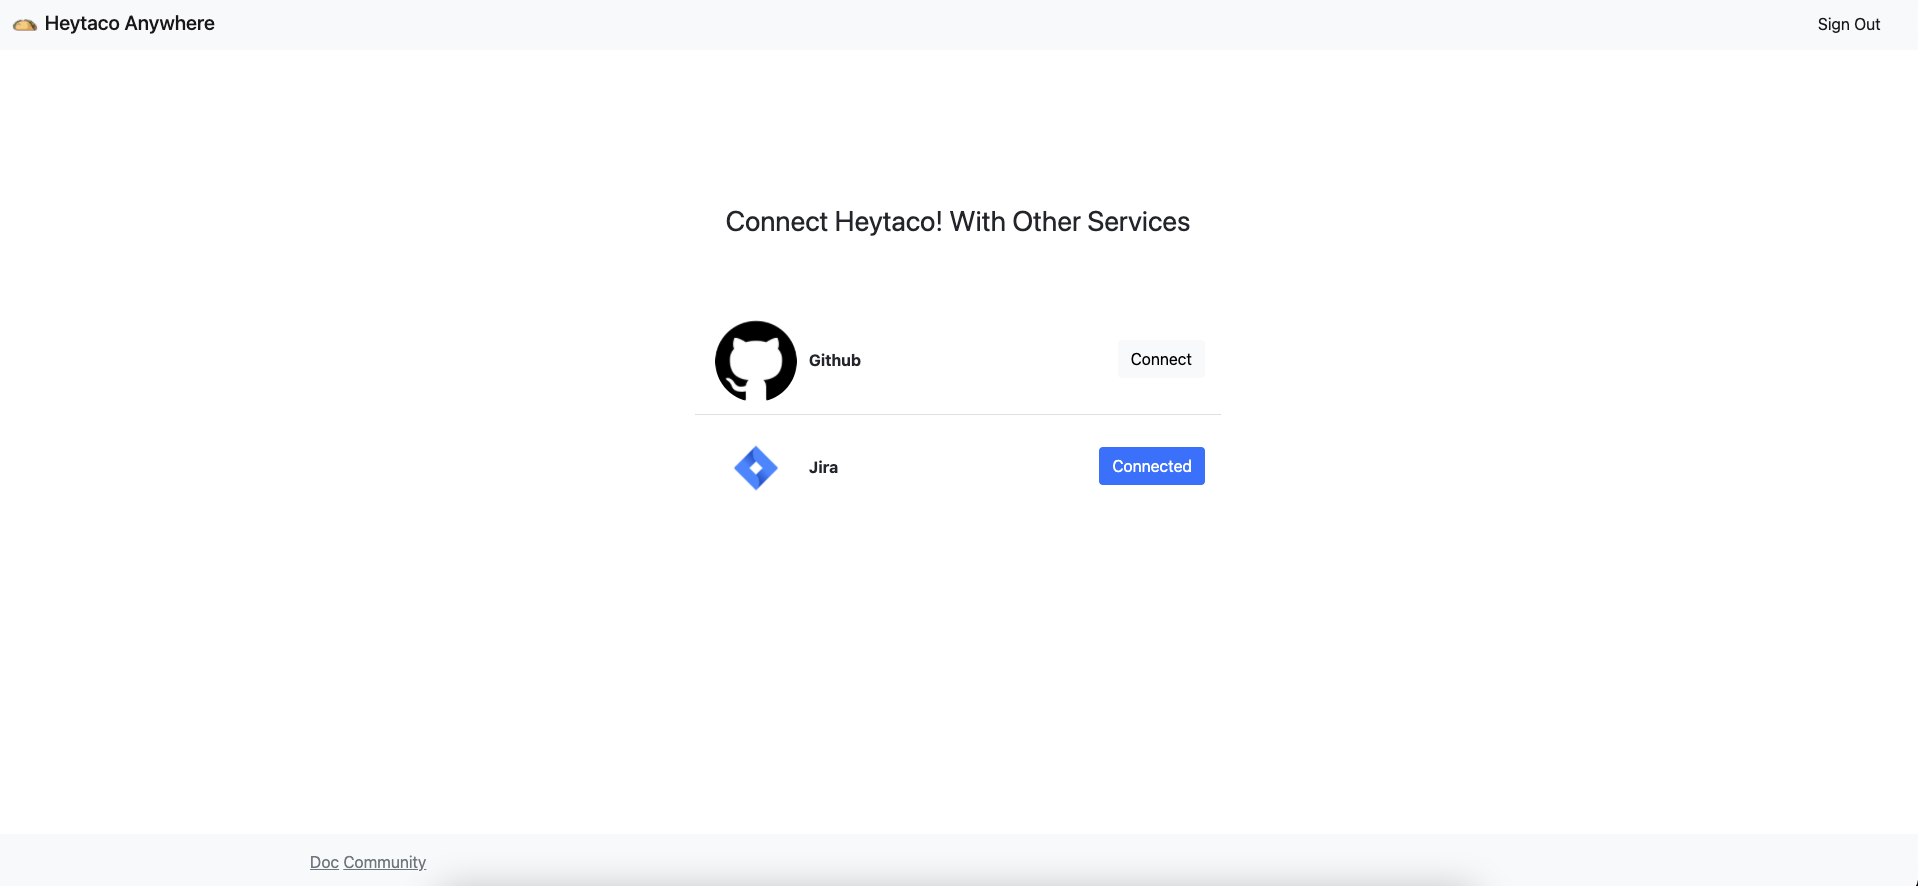 Heytaco Anywhere
Sign Out
Connect Heytaco! With Other Services
Github
Connect
Jira
Connected
Doc Community